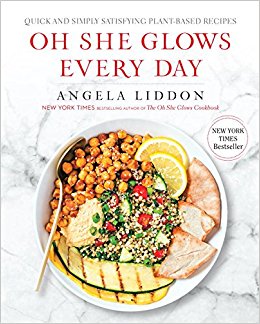 QUICK AND SIMPLY SATISFYING PLANT-BASED RECIPES
OH SHE GLOWS
EVERY DAY
ANGELA LIDDON
NEW YORK TIMES BESTSELLING AUTHOR OF The Oh She Glows Cookbook
NEW YORK
TIMES
Bestseller